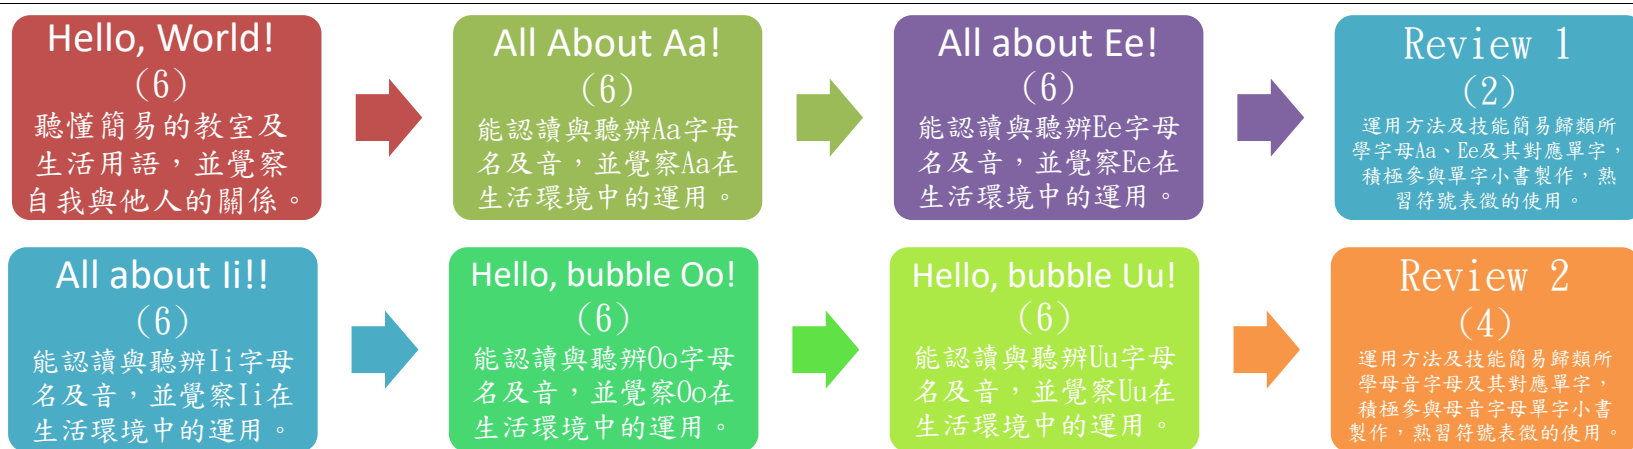 Hello, World!
(6)
聽懂簡易的教室及
生活用語，並覺察
自我與他人的關係。
All About Aa!
(6)
能認讀與聽辨Aa字母
名及音，並覺察Aa在
生活環境中的運用。
All about Ee!
(6)
能認讀與聽辨Ee字母
名及音，並覺察Ee在
生活環境中的運用。
Review 1
(2)
運用方法及技能簡易歸類所
學字母Aa、Ee及其對應單字，
積極參與單字小書製作，熟
習符號表徵的使用。
All about Ii!!
(6)
能認讀與聽辨Ii字母
名及音，並覺察Ii在
生活環境中的運用。
Hello, bubble Oo!
(6)
能認讀與聽辨Oo字母
名及音，並覺察Oo在
生活環境中的運用。
Hello, bubble Uu!
(6)
能認讀與聽辨Uu字母
名及音，並覺察Uu在
生活環境中的運用。
Review 2
(4)
運用方法及技能簡易歸類所
學母音字母及其對應單字，
積極參與母音字母單字小書
製作，熟習符號表徵的使用。